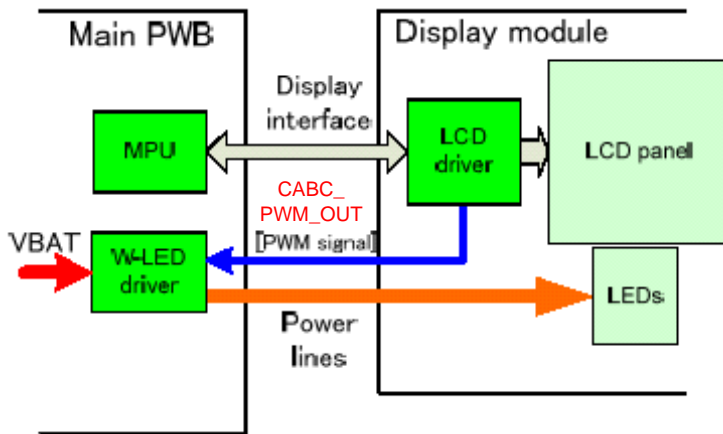 Main PWB
Display module
Display
interface
MPU
LCD
driver
LCD panel
CABC_
PWM_OUT
[PWM signal]
VBAT
W-LED
driver
LEDs
Power
lines